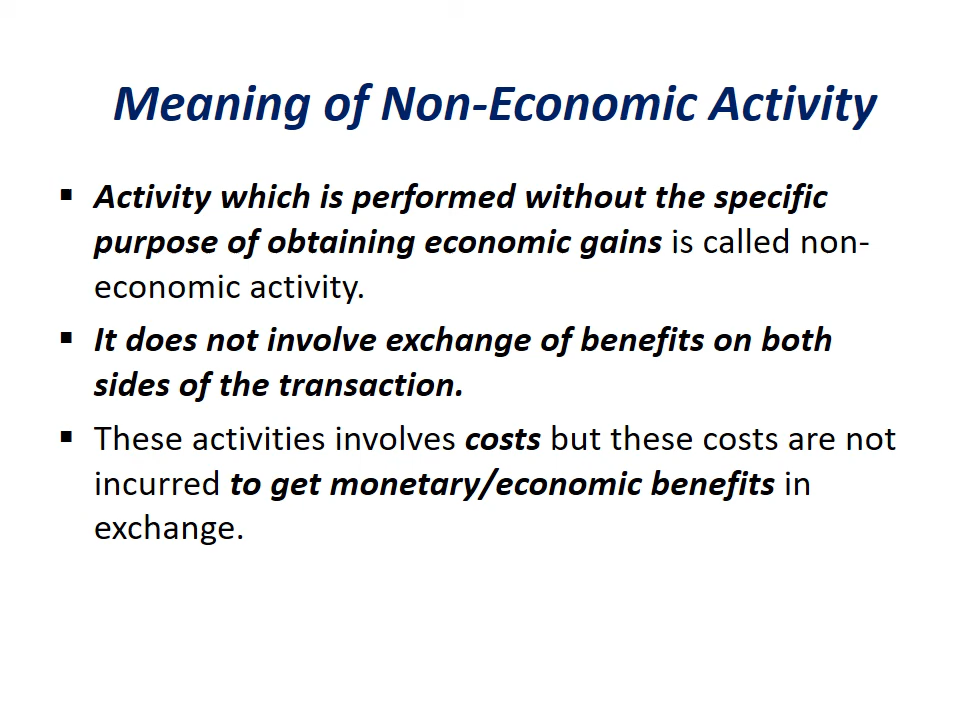 Meaning of Non-Economic Activity
▪ Activity which is performed without the specific
purpose of obtaining economic gains is called non-
economic activity.
▪ It does not involve exchange of benefits on both
sides of the transaction.
▪ These activities involves costs but these costs are not
incurred to get monetary/economic benefits in
exchange.